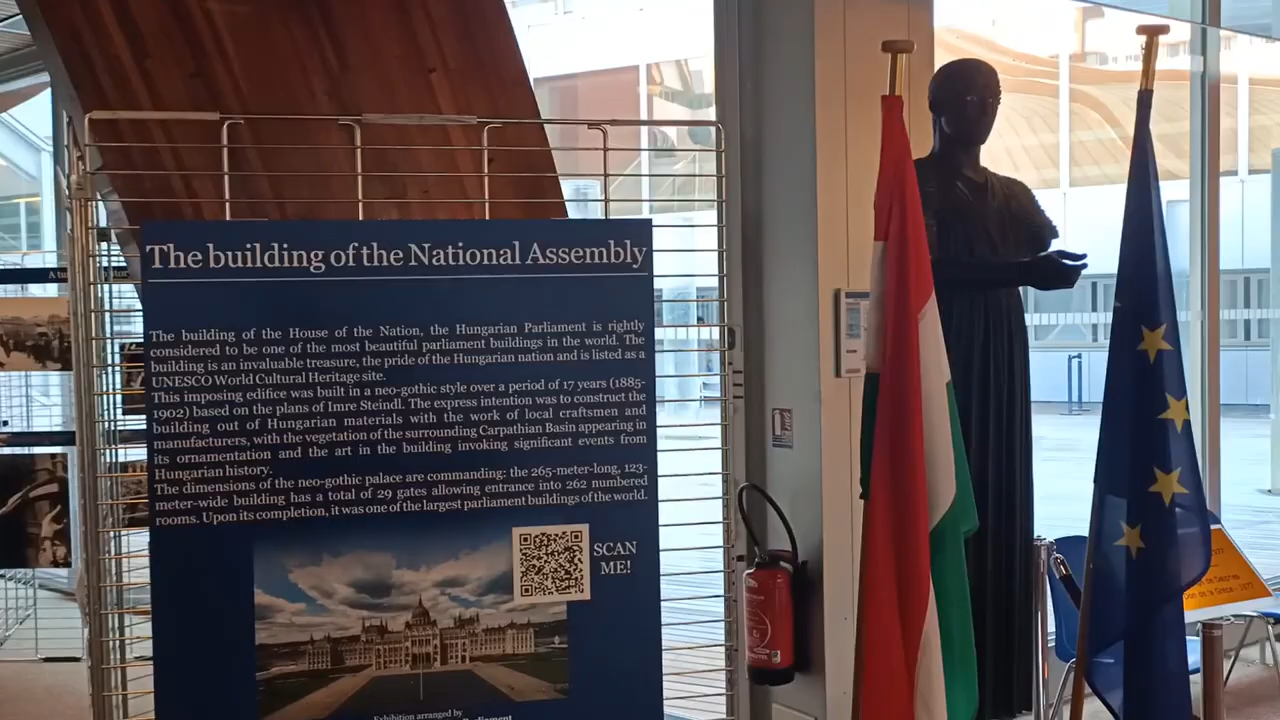 The building of the National Assembly
The building of the House of the Nation, the Hungarian Parliament is rightly
considered to be one of the most beautiful parliament buildings in the world. The
building is an invaluable treasure, the pride of the Hungarian nation and is listed as a
UNESCO World Cultural Heritage site.
This imposing edifice was built in a neo-gothic style over a period of 17 years (1885-
1902) based on the plans of Imre Steindl. The express intention was to construct the
building out of Hungarian materials with the work of local craftsmen and
manufacturers, with the vegetation of the surrounding Carpathian Basin appearing in
its ornamentation and the art in the building invoking significant events from
Hungarian history.
The dimensions of the neo-gothic palace are commanding: the 265-meter-long, 123-
meter-wide building has a total of 29 gates allowing entrance into 262 numbered
rooms. Upon its completion, it was one of the largest parliament buildings of the world.
SCAN
ME!
Exhibition arranged by
Parliament
Don de la Grèce - 1977